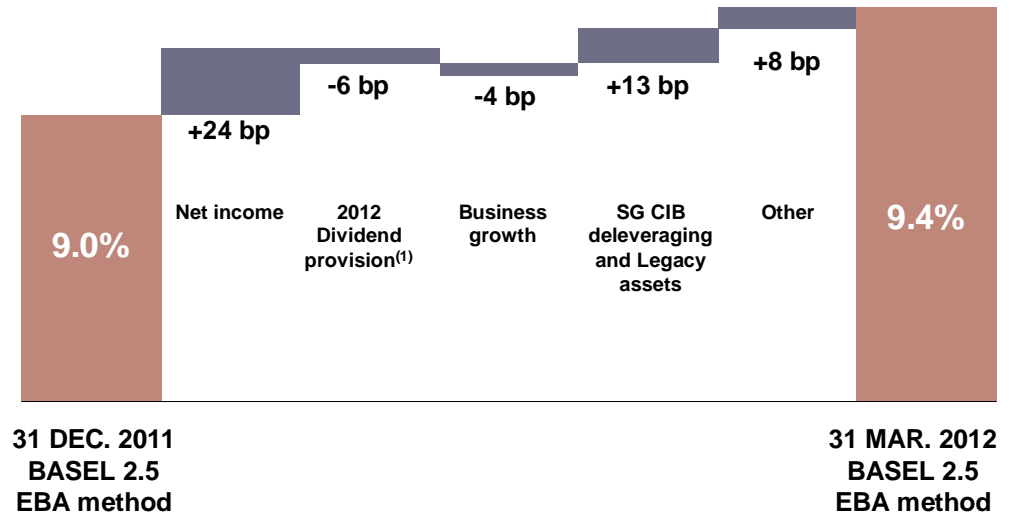 +24 bp
-6 bp
-4 bp
+13 bp
+8 bp
9.0%
Net income
2012
Dividend
provision(1)
Business
growth
SG CIB
deleveraging
and Legacy
assets
Other
9.4%
31 DEC. 2011
BASEL 2.5
EBA method
31 MAR. 2012
BASEL 2.5
EBA method